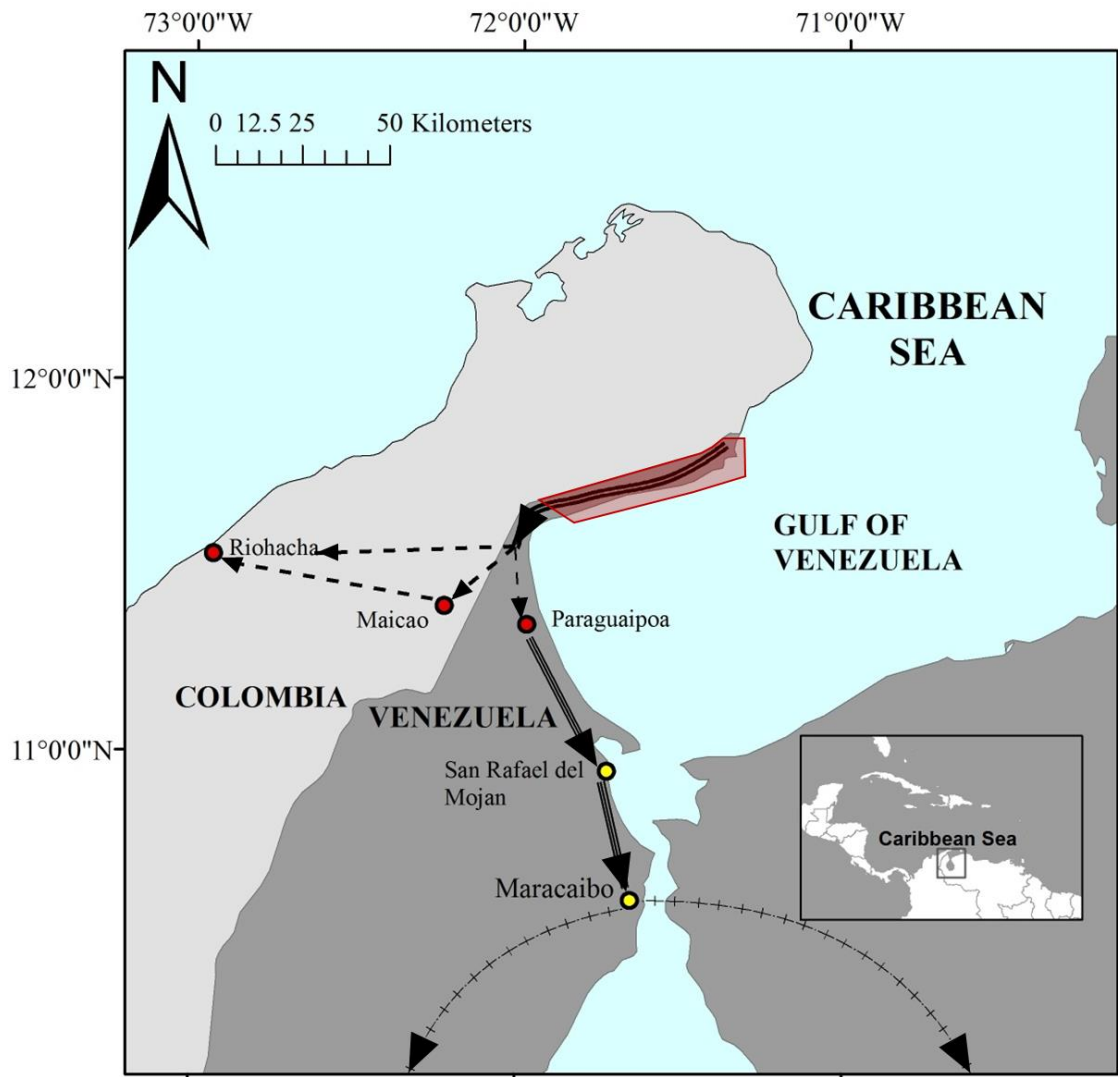 73°0'0"W
72°0'0"W
71°0'0"W
N
0 12.5 25 50 Kilometers
CARIBBEAN
SEA
12°0'0"N
GULF OF
VENEZUELA
Riohacha
Maicao
Paraguaipoa
COLOMBIA
VENEZUELA
11°0'0"N
San Rafael del
Mojan
Caribbean Sea
Maracaibo